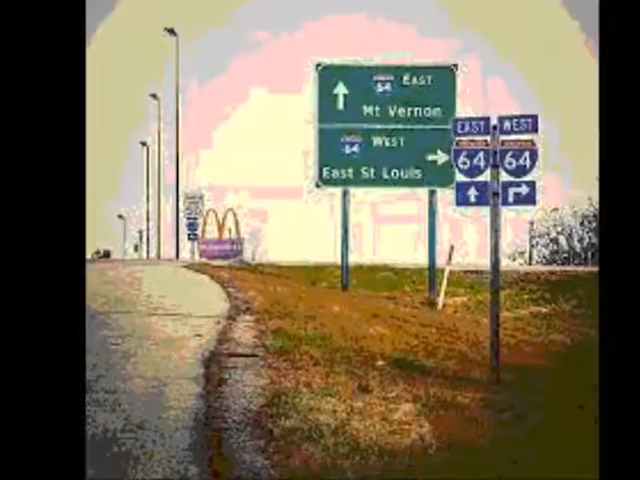 64 EAST
Mt Vernon
64 WEST
East St Louis
EAST WEST
64 64